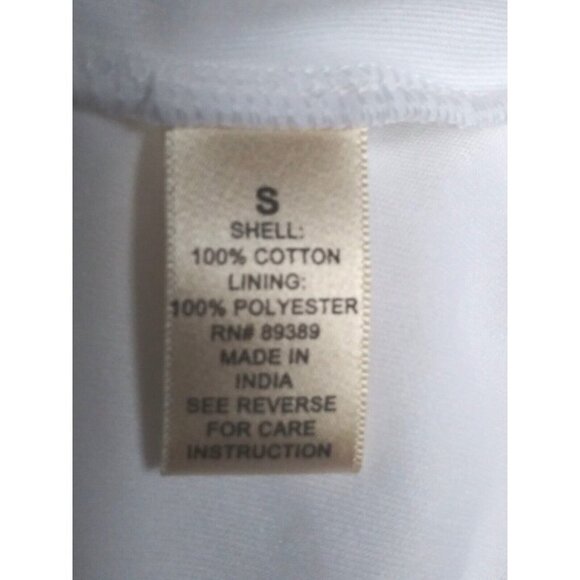 S
SHELL:
100% COTTON
LINING:
100% POLYESTER
RN# 89389
MADE IN
INDIA
SEE REVERSE
FOR CARE
INSTRUCTION